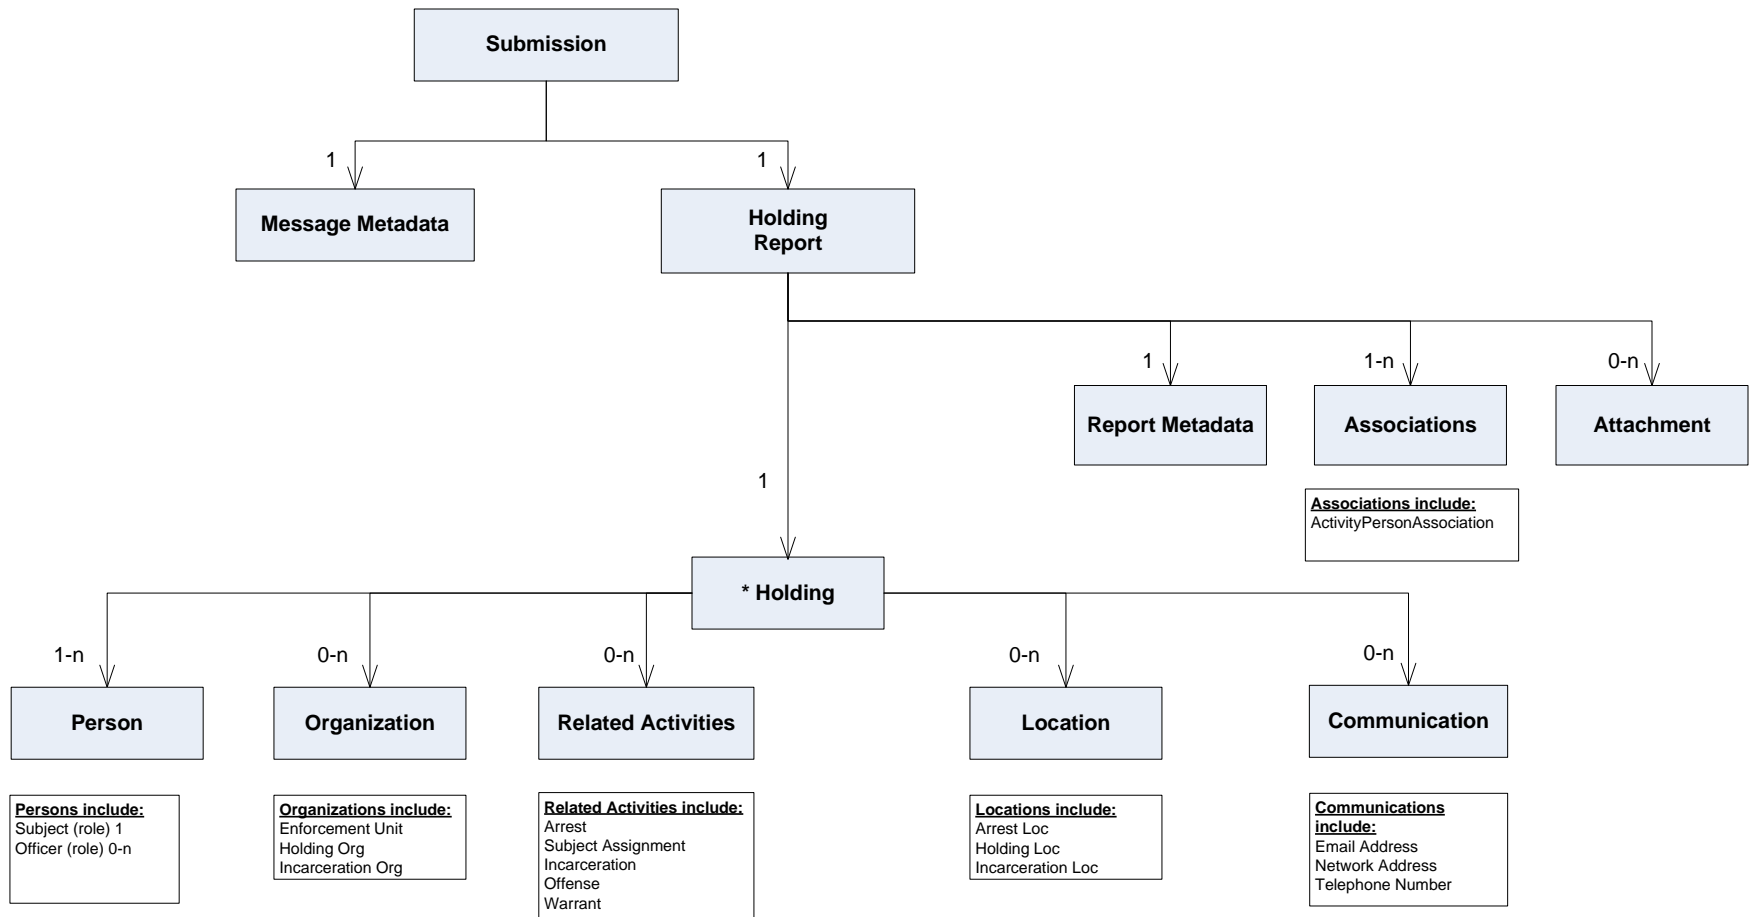 Submission
1
1
Message Metadata
Holding
Report
1
1-n
0-n
Report Metadata
Associations
Attachment
1
Associations include:
ActivityPersonAssociation
* Holding
1-n
0-n
0-n
0-n
0-n
Person
Organization
Related Activities
Location
Communication
Persons include:
Subject (role) 1
Officer (role) 0-n
Organizations include:
Enforcement Unit
Holding Org
Incarceration Org
Related Activities include:
Arrest
Subject Assignment
Incarceration
Offense
Warrant
Locations include:
Arrest Loc
Holding Loc
Incarceration Loc
Communications
include:
Email Address
Network Address
Telephone Number